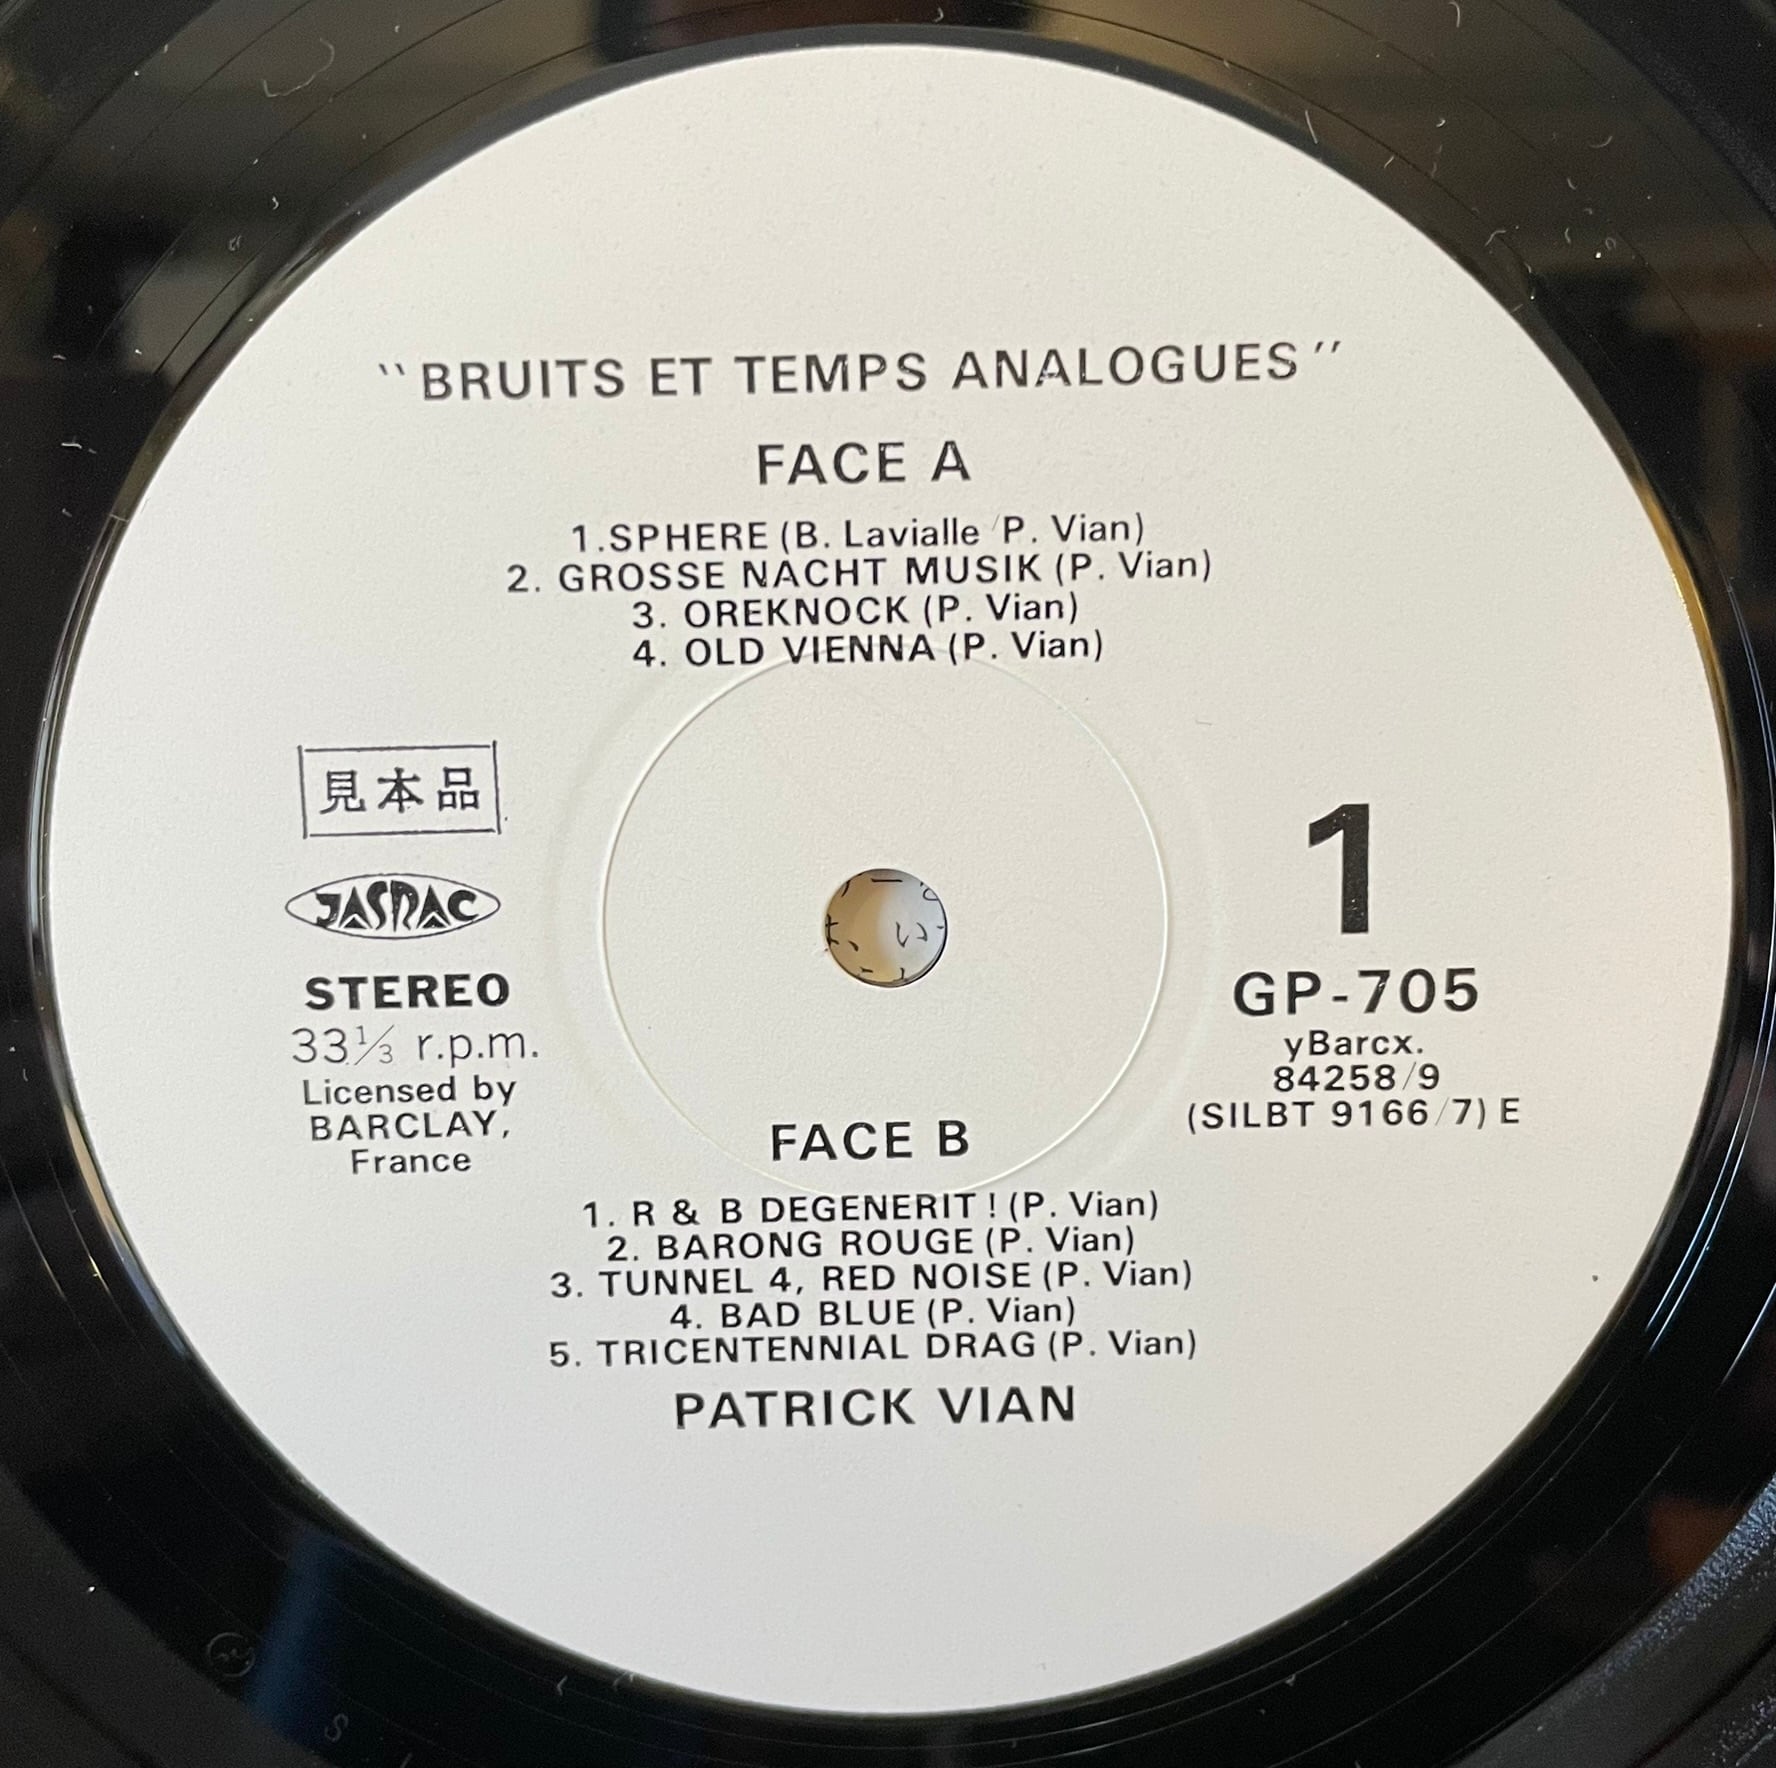 "BRUITS ET TEMPS ANALOGUES"
FACE A
1.SPHERE (B. Lavialle / P. Vian)
2. GROSSE NACHT MUSIK (P. Vian)
3. OREKNOCK (P. Vian)
4. OLD VIENNA (P. Vian)
見本品
JASRAC
STEREO
33 1/3 r.p.m.
Licensed by
BARCLAY,
France
1
GP-705
yBarcx.
84258/9
(SILBT 9166/7) E
FACE B
1. R & B DEGENERIT! (P. Vian)
2. BARONG ROUGE (P. Vian)
3. TUNNEL 4, RED NOISE (P. Vian)
4. BAD BLUE (P. Vian)
5. TRICENTENNIAL DRAG (P. Vian)
PATRICK VIAN